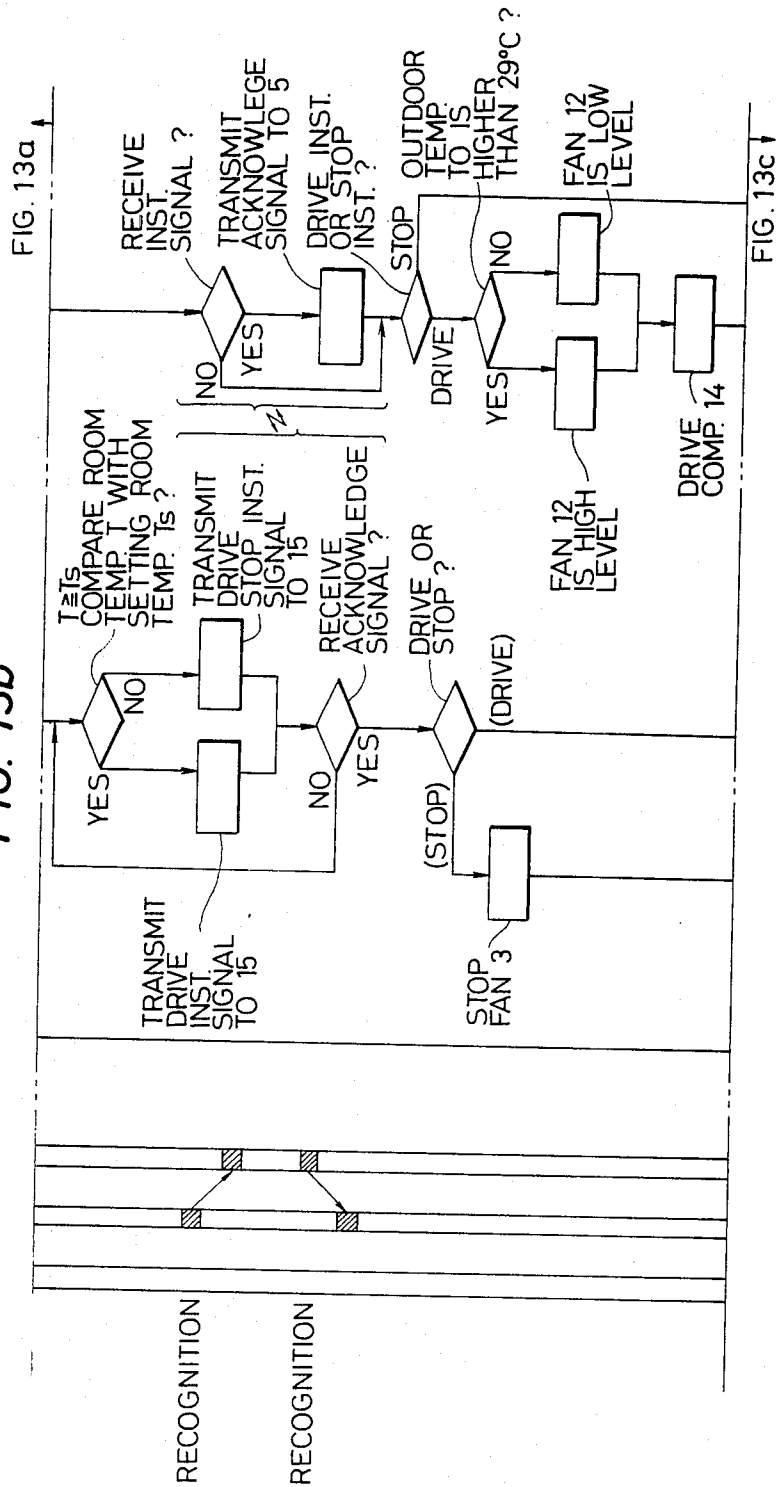 FIG. 13b
FIG. 13a
RECOGNITION
RECOGNITION
TRANSMIT
DRIVE
INST.
SIGNAL
TO 15
T≧Ts
COMPARE ROOM
TEMP. T WITH
SETTING ROOM
TEMP. Ts ?
YES
NO
TRANSMIT
DRIVE
STOP INST.
SIGNAL
TO 15
RECEIVE
ACKNOWLEDGE
SIGNAL ?
NO
YES
DRIVE OR
STOP ?
(STOP)
(DRIVE)
STOP
FAN 3
RECEIVE
INST.
SIGNAL ?
NO
YES
TRANSMIT
ACKNOWLEGE
SIGNAL TO 5
DRIVE INST.
OR STOP
INST. ?
STOP
DRIVE
OUTDOOR
TEMP.
TO IS
HIGHER
THAN 29°C ?
YES
NO
FAN 12
IS HIGH
LEVEL
FAN 12
IS LOW
LEVEL
DRIVE
COMP. 14
FIG. 13c